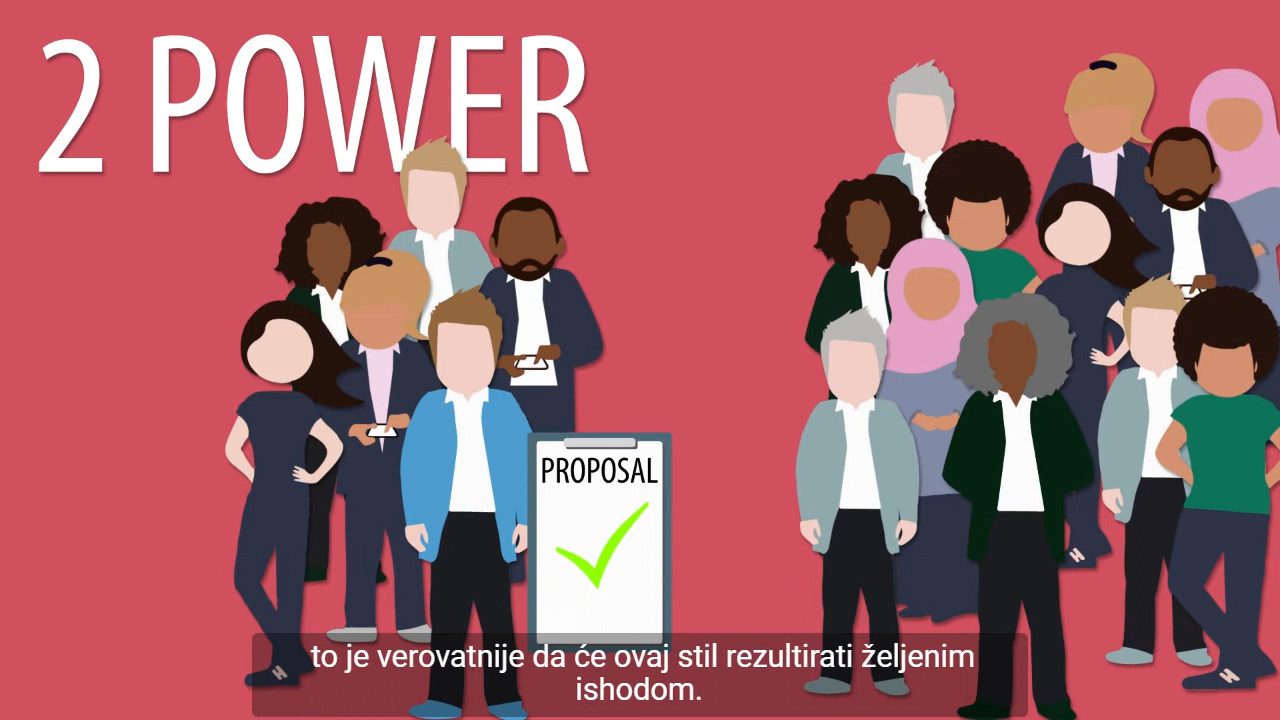 2 POWER
PROPOSAL
to je verovatnije da će ovaj stil rezultirati željenim
ishodom.